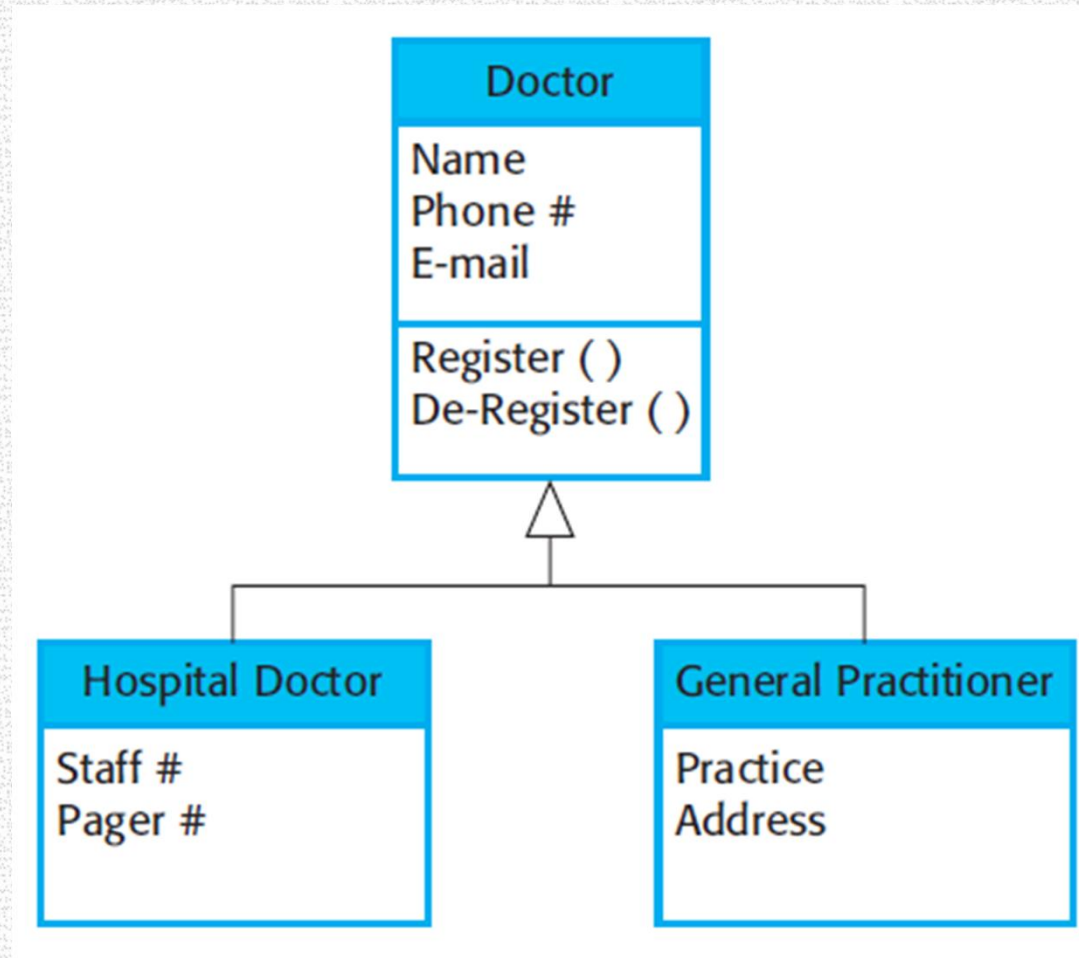 Doctor
Name
Phone #
E-mail
Register ( )
De-Register ( )
Hospital Doctor
Staff #
Pager #
General Practitioner
Practice
Address